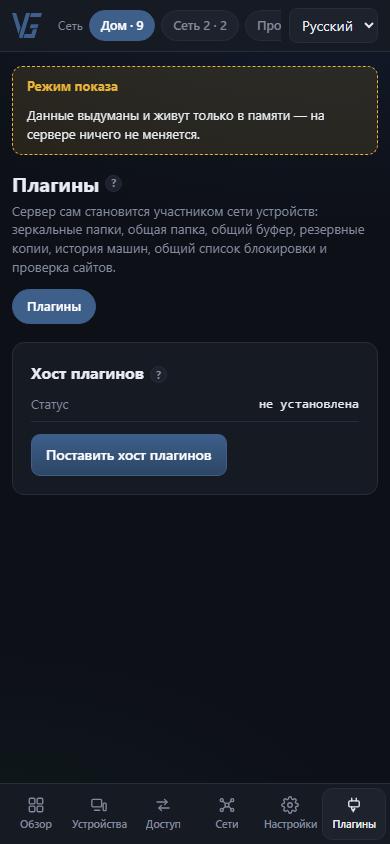 VG Сеть Дом · 9 Сеть 2 · 2 Про Русский
Режим показа
Данные выдуманы и живут только в памяти — на
сервере ничего не меняется.
Плагины ?
Сервер сам становится участником сети устройств:
зеркальные папки, общая папка, общий буфер, резервные
копии, история машин, общий список блокировки и
проверка сайтов.
Плагины
Хост плагинов ?
Статус не установлена
Поставить хост плагинов
Обзор Устройства Доступ Сети Настройки Плагины